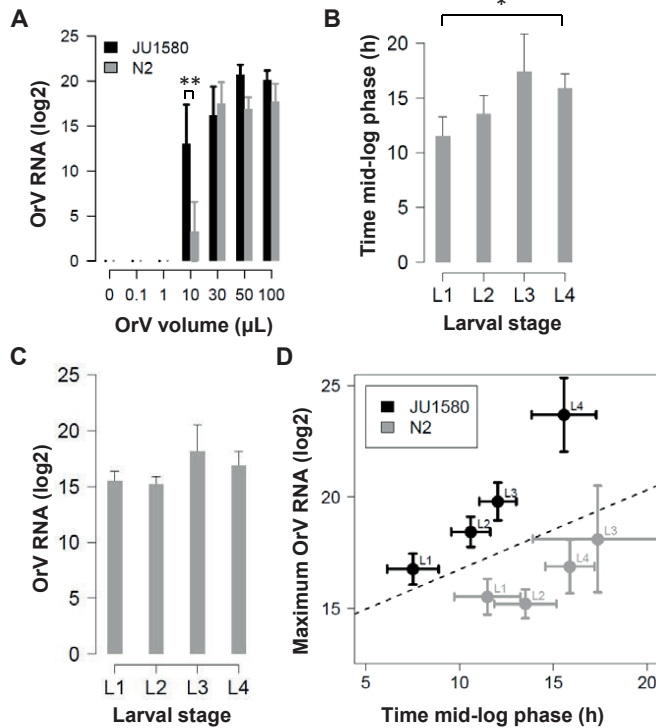 A
25
20
15
10
5
0
OrV RNA (log2)
JU1580
N2
**
0 0.1 1 10 30 50 100
OrV volume (µL)
B
*
20
15
10
5
0
Time mid-log phase (h)
L1 L2 L3 L4
Larval stage
C
25
20
15
10
5
0
OrV RNA (log2)
L1 L2 L3 L4
Larval stage
D
25
20
15
Maximum OrV RNA (log2)
JU1580
N2
L4
L3
L2
L1
L3
L4
L1
L2
5 10 15 20
Time mid-log phase (h)